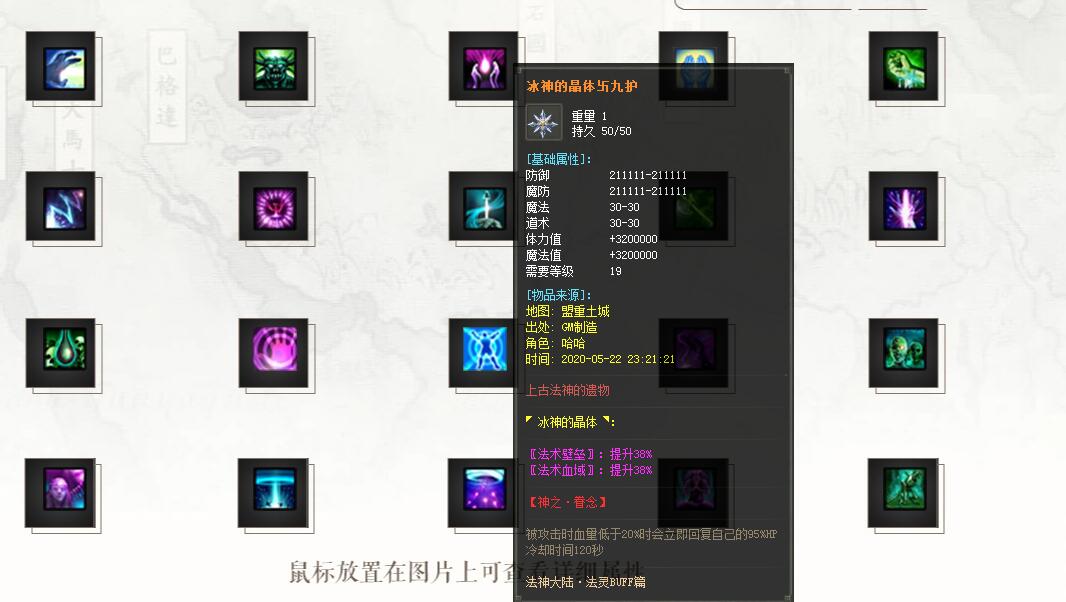 冰神的晶体卐九护
重量 1
持久 50/50
[基础属性]:
防御 211111-211111
魔防 211111-211111
魔法 30-30
道术 30-30
体力值 +3200000
魔法值 +3200000
需要等级 19
[物品来源]:
地图: 盟重土城
出处: GM制造
角色: 哈哈
时间: 2020-05-22 23:21:21
上古法神的遗物
冰神的晶体 :
〖法术壁垒〗: 提升38%
〖法术血域〗: 提升38%
【神之·眷念】
被攻击时血量低于20%时会立即回复自己的95%HP
冷却时间120秒
鼠标放置在图片上可查看详细属性
法神大陆·法灵BUFF篇
巴格達